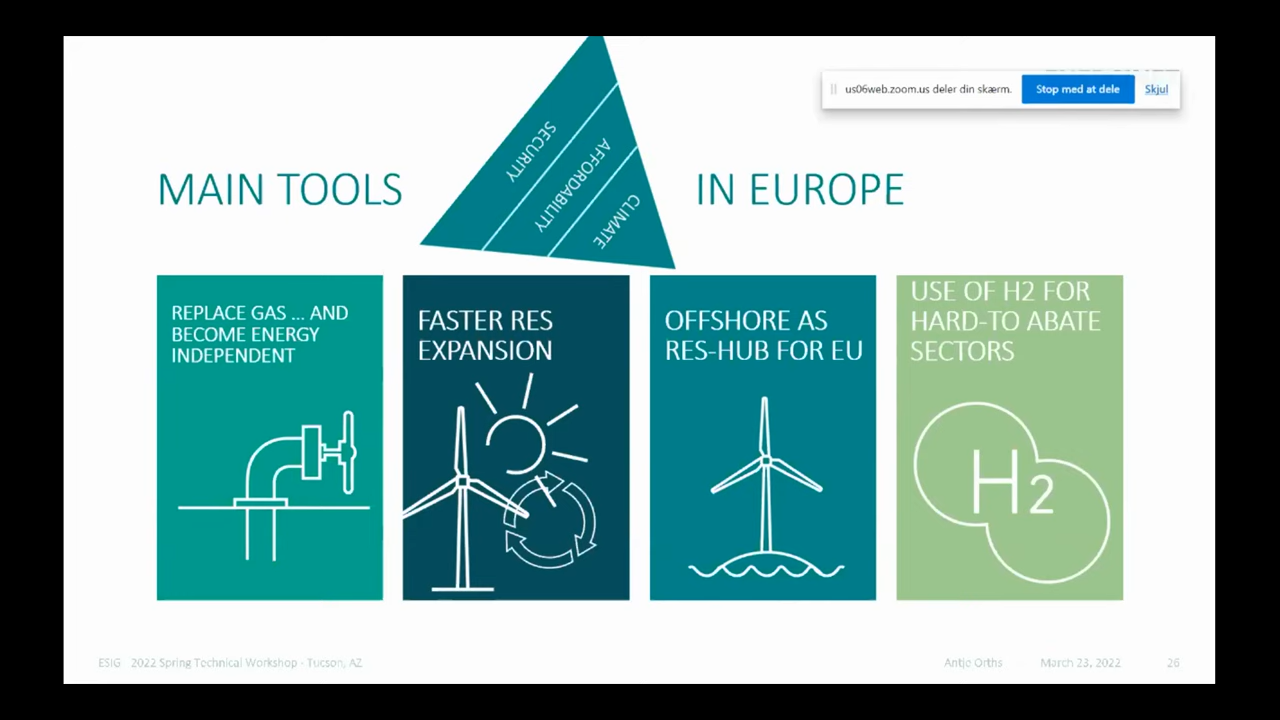 us06web.zoom.us deler din skærm.
Stop med at dele
Skjul
SECURITY
AFFORDABILITY
CLIMATE
MAIN TOOLS
IN EUROPE
REPLACE GAS ... AND
BECOME ENERGY
INDEPENDENT
FASTER RES
EXPANSION
OFFSHORE AS
RES-HUB FOR EU
USE OF H2 FOR
HARD-TO ABATE
SECTORS
H2
ESIG 2022 Spring Technical Workshop - Tucson, AZ
Antje Orths
March 23, 2022
26